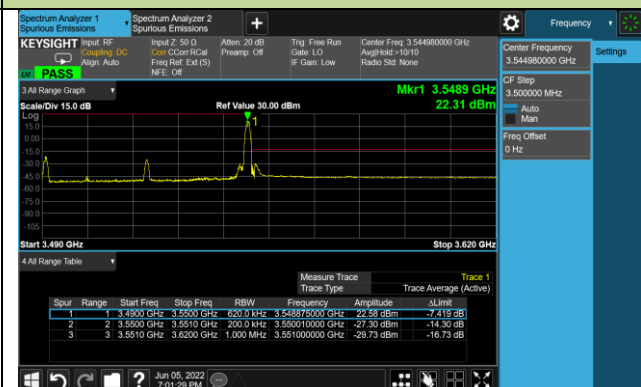 Spectrum Analyzer 1
Spurious Emissions
Spectrum Analyzer 2
Spurious Emissions
+
Frequency
KEYSIGHT
Input: RF
Coupling: DC
Align: Auto
Input Z: 50 Ω
Corr CCorr RCal
Freq Ref: Ext (S)
NFE: Off
Atten: 20 dB
Preamp: Off
Trig: Free Run
Gate: LO
IF Gain: Low
Center Freq: 3.544980000 GHz
Avg|Hold:>10/10
Radio Std: None
PASS
Center Frequency
3.544980000 GHz
Settings
CF Step
3.500000 MHz
Auto
Man
Freq Offset
0 Hz
3 All Range Graph
Mkr1 3.5489 GHz
Scale/Div 15.0 dB
Ref Value 30.00 dBm
22.31 dBm
Log
15.0
0.00
-15.0
-30.0
-45.0
-60.0
-75.0
-90.0
-105
1
Start 3.490 GHz
Stop 3.620 GHz
4 All Range Table
Measure Trace Trace 1
Trace Type Trace Average (Active)
Spur Range Start Freq Stop Freq RBW Frequency Amplitude ΔLimit
1 1 3.4900 GHz 3.5500 GHz 620.0 kHz 3.548875000 GHz 22.58 dBm -7.419 dB
2 2 3.5500 GHz 3.5510 GHz 200.0 kHz 3.550010000 GHz -27.30 dBm -14.30 dB
3 3 3.5510 GHz 3.6200 GHz 1.000 MHz 3.551000000 GHz -29.73 dBm -16.73 dB
?
Jun 05, 2022
7:01:29 PM